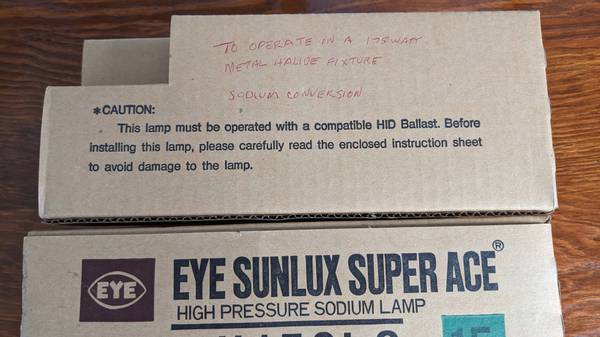 TO OPERATE IN A 175 WATT
METAL HALIDE FIXTURE
SODIUM CONVERSION
*CAUTION:
This lamp must be operated with a compatible HID Ballast. Before
installing this lamp, please carefully read the enclosed instruction sheet
to avoid damage to the lamp.
EYE
EYE SUNLUX SUPER ACE®
HIGH PRESSURE SODIUM LAMP